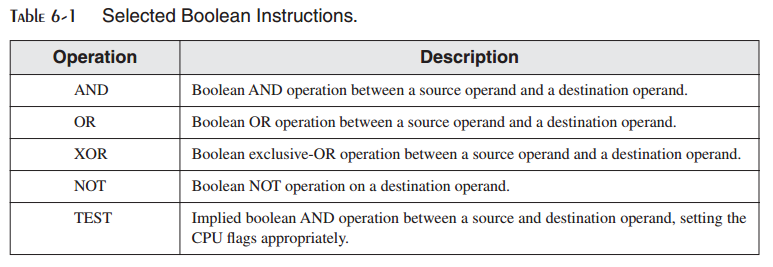 TABLE 6-1 Selected Boolean Instructions.
Operation Description
AND Boolean AND operation between a source operand and a destination operand.
OR Boolean OR operation between a source operand and a destination operand.
XOR Boolean exclusive-OR operation between a source operand and a destination operand.
NOT Boolean NOT operation on a destination operand.
TEST Implied boolean AND operation between a source and destination operand, setting the
CPU flags appropriately.